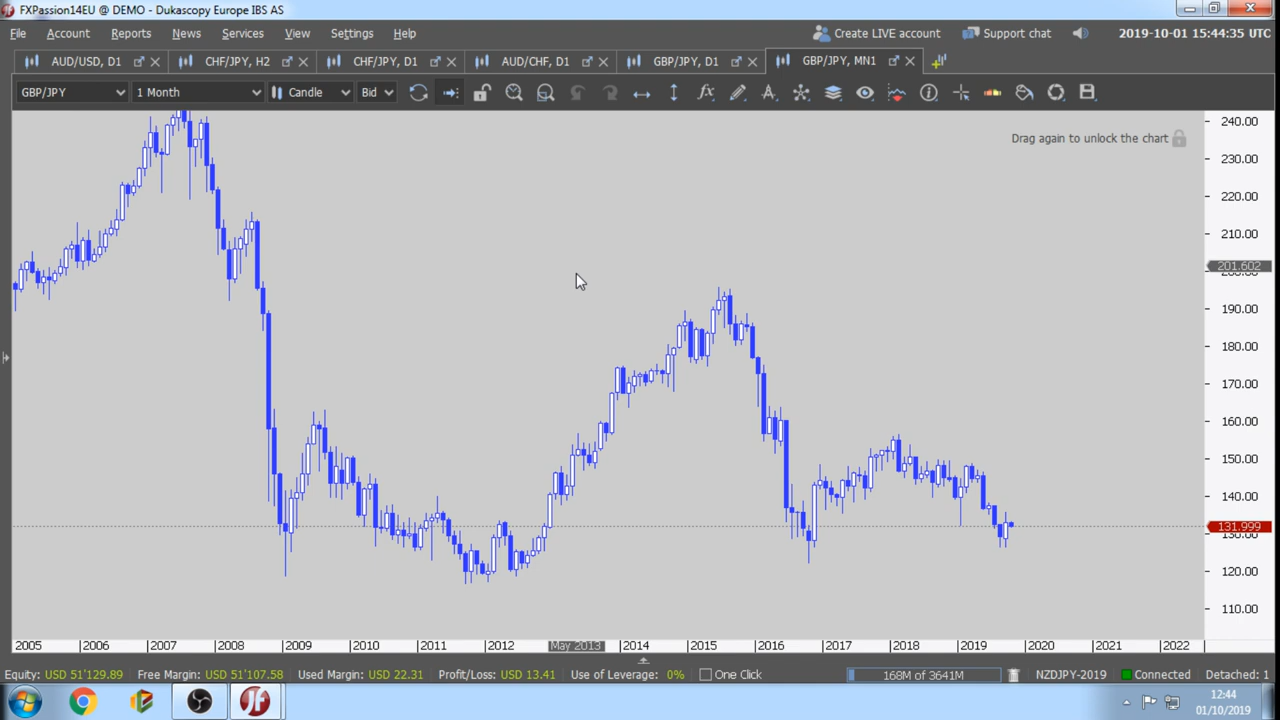 FXPassion14EU @ DEMO - Dukascopy Europe IBS AS
File Account Reports News Services View Settings Help Create LIVE account Support chat 2019-10-01 15:44:35 UTC
AUD/USD, D1 CHF/JPY, H2 CHF/JPY, D1 AUD/CHF, D1 GBP/JPY, D1 GBP/JPY, MN1
GBP/JPY 1 Month Candle Bid
240.00
Drag again to unlock the chart
230.00
220.00
210.00
201.602
200.00
190.00
180.00
170.00
160.00
150.00
140.00
131.999
130.00
120.00
110.00
2005 2006 2007 2008 2009 2010 2011 2012 May 2013 2014 2015 2016 2017 2018 2019 2020 2021 2022
Equity: USD 51'129.89 Free Margin: USD 51'107.58 Used Margin: USD 22.31 Profit/Loss: USD 13.41 Use of Leverage: 0% One Click 168M of 3641M NZDJPY-2019 Connected Detached: 1
12:44
01/10/2019